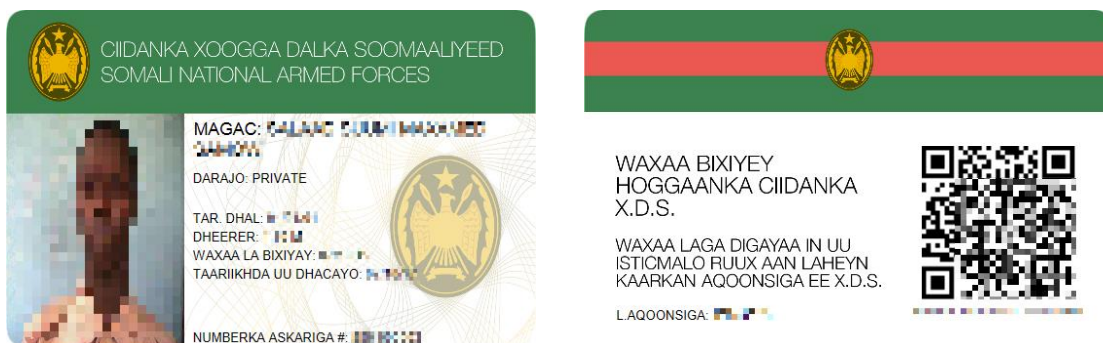 CIIDANKA XOOGGA DALKA SOOMAALIYEED
SOMALI NATIONAL ARMED FORCES
MAGAC:
DARAJO: PRIVATE
TAR. DHAL:
DHEERER:
WAXAA LA BIXIYAY:
TAARIIKHDA UU DHACAYO:
NUMBERKA ASKARIGA #:
WAXAA BIXIYEY
HOGGAANKA CIIDANKA
X.D.S.
WAXAA LAGA DIGAYAA IN UU
ISTICMALO RUUX AAN LAHEYN
KAARKAN AQOONSIGA EE X.D.S.
L.AQOONSIGA: